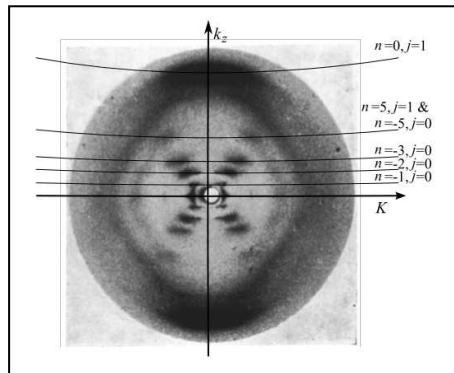 k_z
n=0, j=1
n=5, j=1 &
n=-5, j=0
n=-3, j=0
n=-2, j=0
n=-1, j=0
K